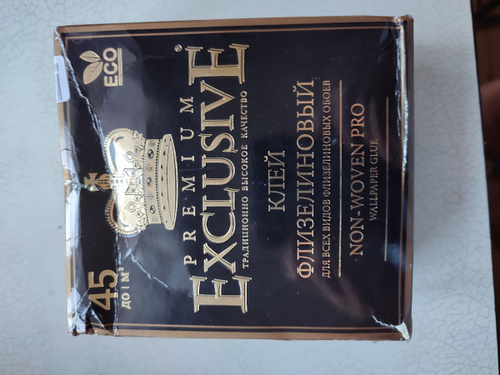 ECO
PREMIUM
EXCLUSIVE®
ТРАДИЦИОННО ВЫСОКОЕ КАЧЕСТВО
45
ДО | М²
КЛЕЙ
ФЛИЗЕЛИНОВЫЙ
ДЛЯ ВСЕХ ВИДОВ ФЛИЗЕЛИНОВЫХ ОБОЕВ
NON-WOVEN PRO
WALLPAPER GLUE